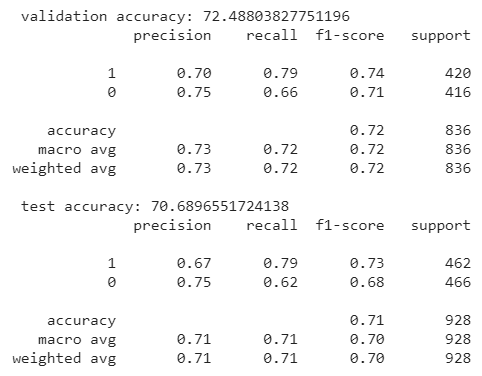 validation accuracy: 72.48803827751196
precision recall f1-score support
1 0.70 0.79 0.74 420
0 0.75 0.66 0.71 416
accuracy 0.72 836
macro avg 0.73 0.72 0.72 836
weighted avg 0.73 0.72 0.72 836
test accuracy: 70.6896551724138
precision recall f1-score support
1 0.67 0.79 0.73 462
0 0.75 0.62 0.68 466
accuracy 0.71 928
macro avg 0.71 0.71 0.70 928
weighted avg 0.71 0.71 0.70 928